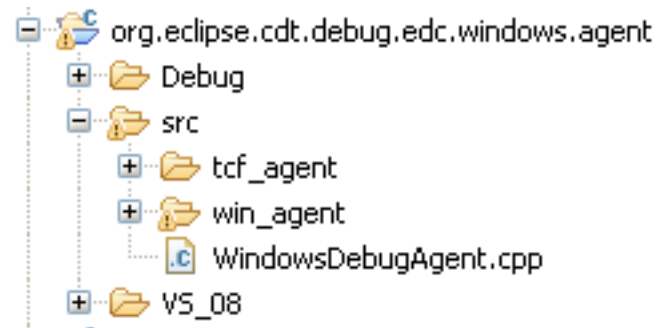 org.eclipse.cdt.debug.edc.windows.agent
Debug
src
tcf_agent
win_agent
WindowsDebugAgent.cpp
VS_08